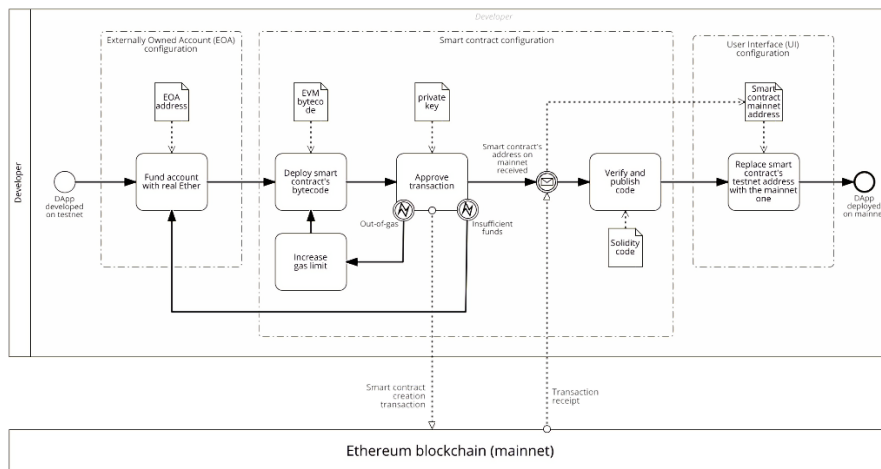 Developer
Developer
Externally Owned Account (EOA)
configuration
EOA
address
Fund account
with real Ether
DApp
developed
on testnet
Smart contract configuration
EVM
byteco
de
Deploy smart
contract's
bytecode
Increase
gas limit
private
key
Approve
transaction
Out-of-gas
Insufficient
funds
Smart contract's
address on
mainnet
received
Verify and
publish
code
Solidity
code
User Interface (UI)
configuration
Smart
contract
mainnet
address
Replace smart
contract's
testnet address
with the mainnet
one
DApp
deployed
on mainne
Smart contract
creation
transaction
Transaction
receipt
Ethereum blockchain (mainnet)